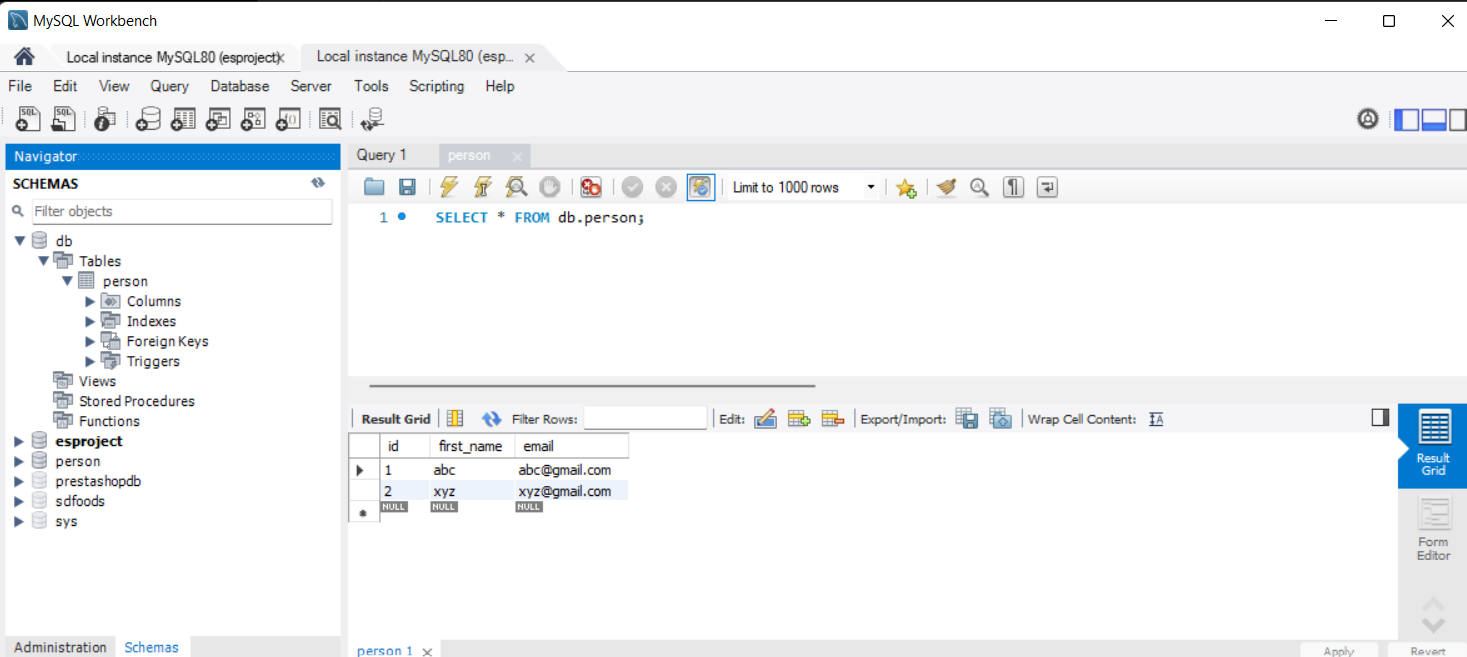 MySQL Workbench
Local instance MySQL80 (esproject)
Local instance MySQL80 (esp...
File Edit View Query Database Server Tools Scripting Help
SQL
SQL
Navigator
SCHEMAS
Filter objects
db
Tables
person
Columns
Indexes
Foreign Keys
Triggers
Views
Stored Procedures
Functions
esproject
person
prestashopdb
sdfoods
sys
Administration Schemas
Query 1 person
Limit to 1000 rows
1 SELECT * FROM db.person;
Result Grid Filter Rows: Edit: Export/Import: Wrap Cell Content:
id first_name email
1 abc abc@gmail.com
2 xyz xyz@gmail.com
NULL NULL NULL
Result
Grid
Form
Editor
person 1
Apply Revert